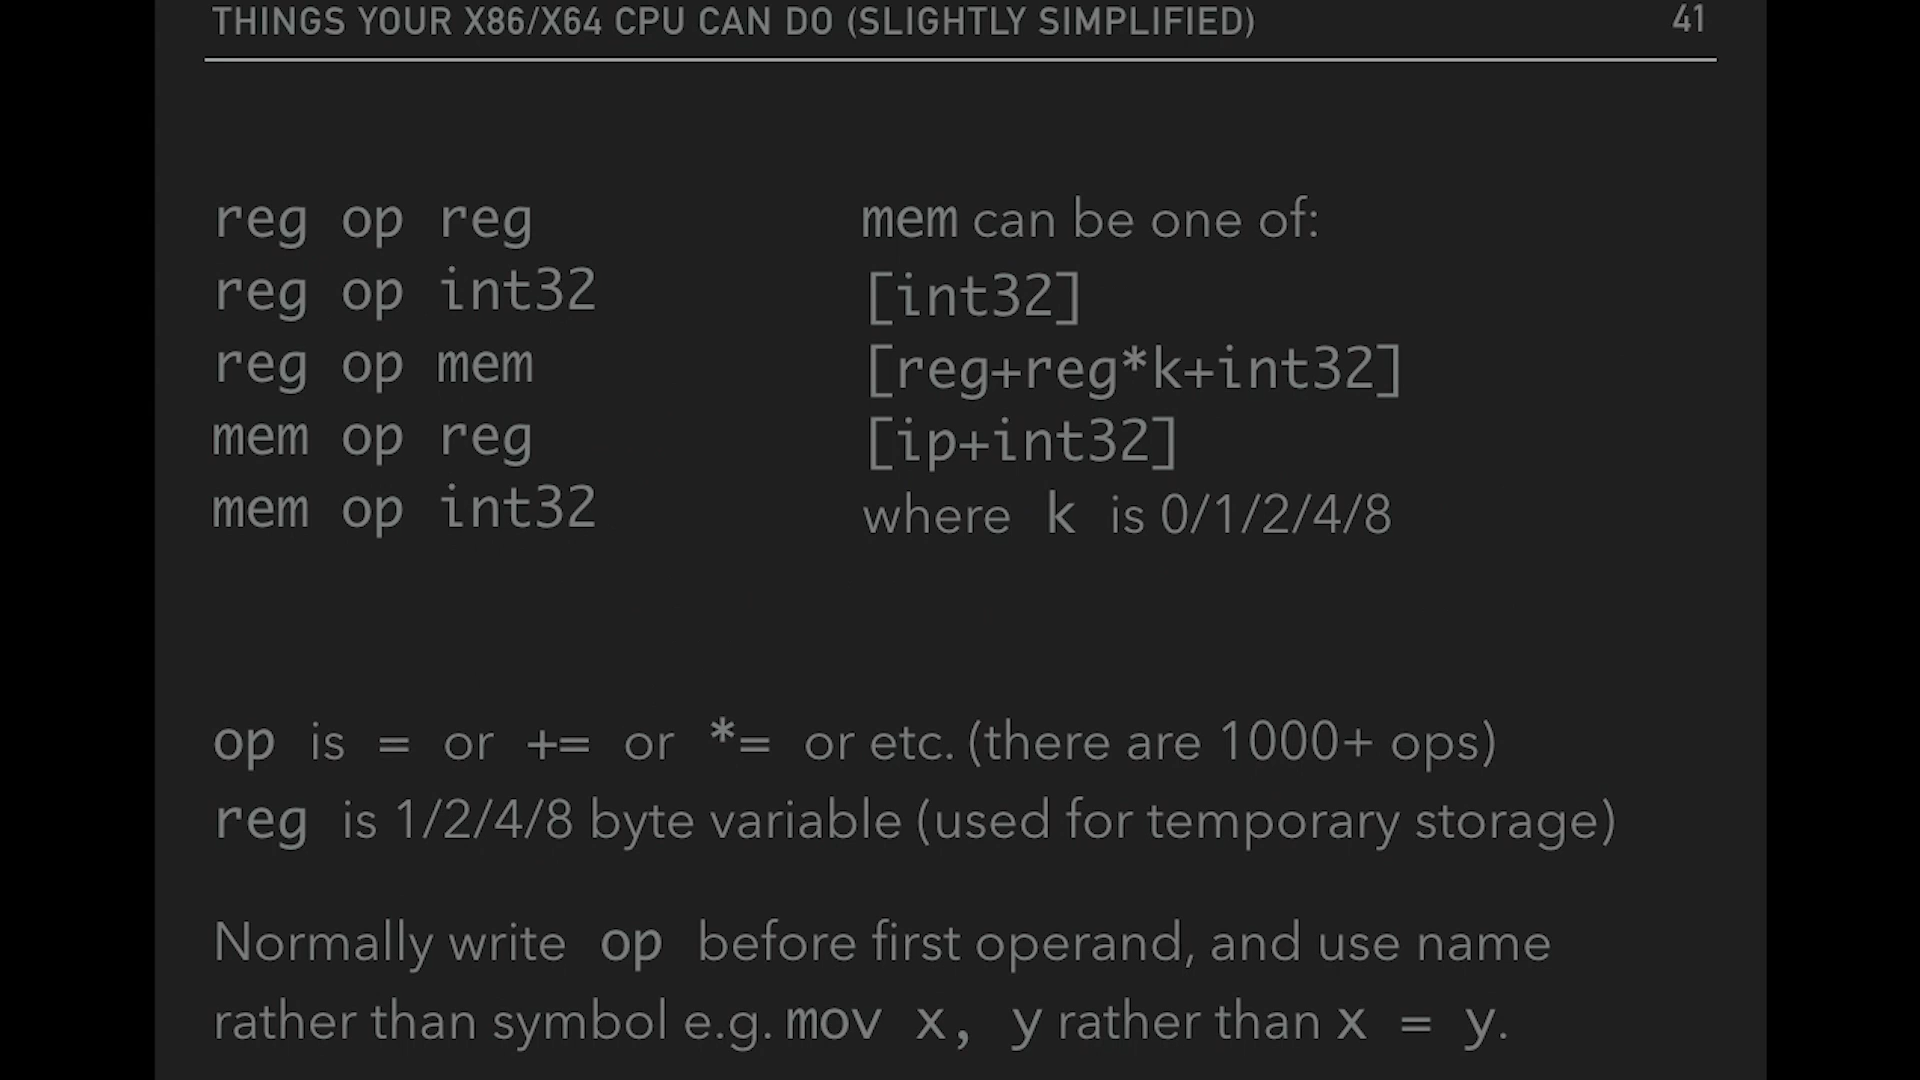 THINGS YOUR X86/X64 CPU CAN DO (SLIGHTLY SIMPLIFIED)
41
reg op reg
reg op int32
reg op mem
mem op reg
mem op int32
mem can be one of:
[int32]
[reg+reg*k+int32]
[ip+int32]
where k is 0/1/2/4/8
op is = or += or *= or etc. (there are 1000+ ops)
reg is 1/2/4/8 byte variable (used for temporary storage)
Normally write op before first operand, and use name
rather than symbol e.g. mov x, y rather than x = y.